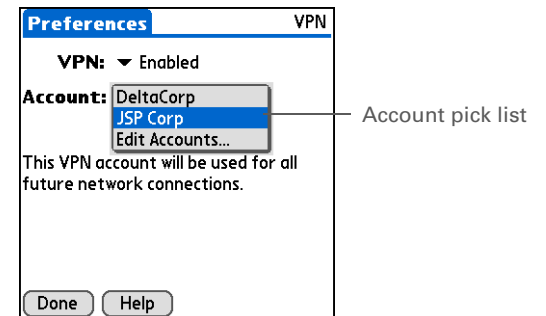 Preferences VPN
VPN: Enabled
Account: DeltaCorp
JSP Corp
Edit Accounts...
Account pick list
This VPN account will be used for all
future network connections.
Done Help